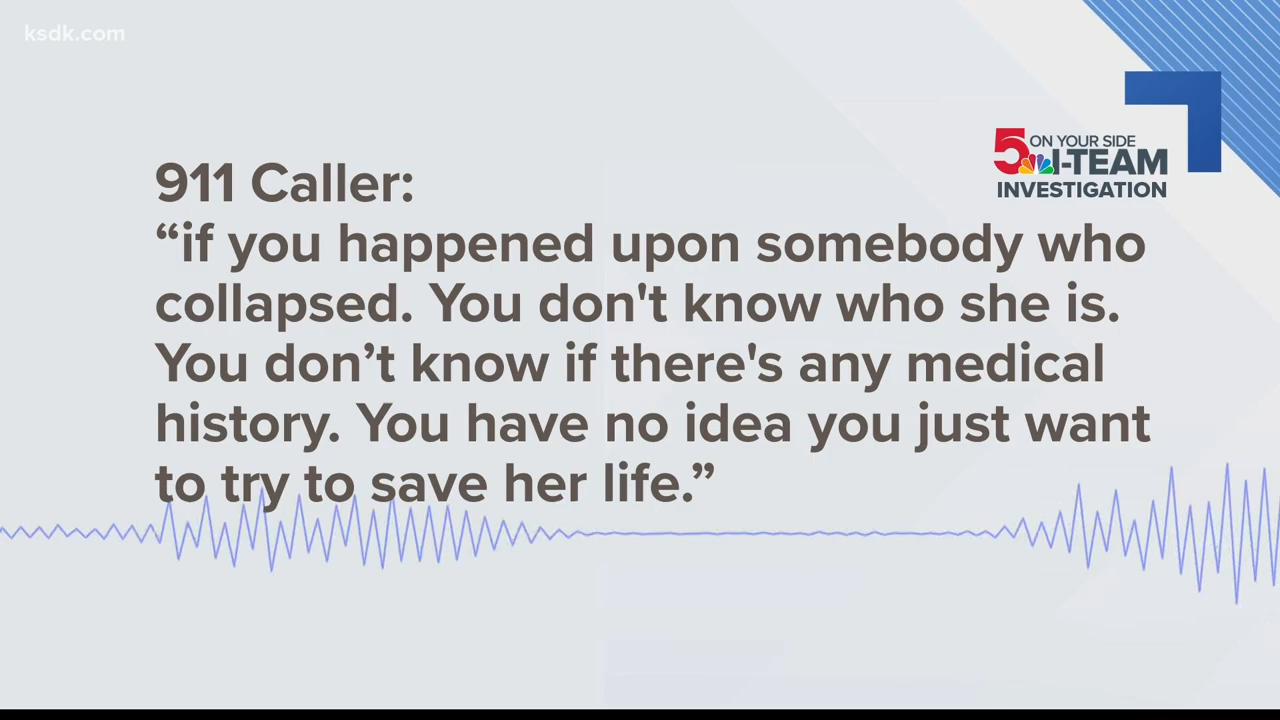 ksdk.com
5 ON YOUR SIDE
I-TEAM
INVESTIGATION
911 Caller:
“if you happened upon somebody who
collapsed. You don't know who she is.
You don’t know if there's any medical
history. You have no idea you just want
to try to save her life.”